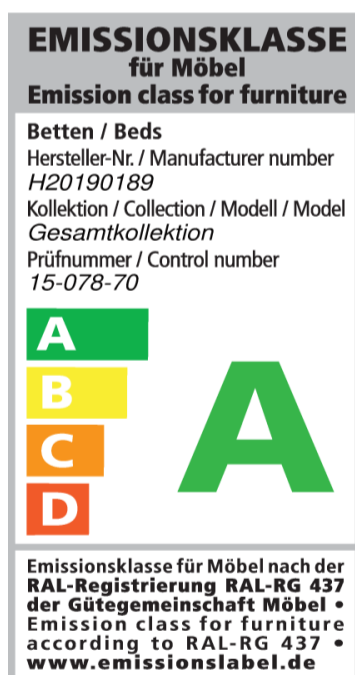 EMISSIONSKLASSE
für Möbel
Emission class for furniture
Betten / Beds
Hersteller-Nr. / Manufacturer number
H20190189
Kollektion / Collection / Modell / Model
Gesamtkollektion
Prüfnummer / Control number
15-078-70
A
B
C
D
A
Emissionsklasse für Möbel nach der
RAL-Registrierung RAL-RG 437
der Gütegemeinschaft Möbel •
Emission class for furniture
according to RAL-RG 437 •
www.emissionslabel.de